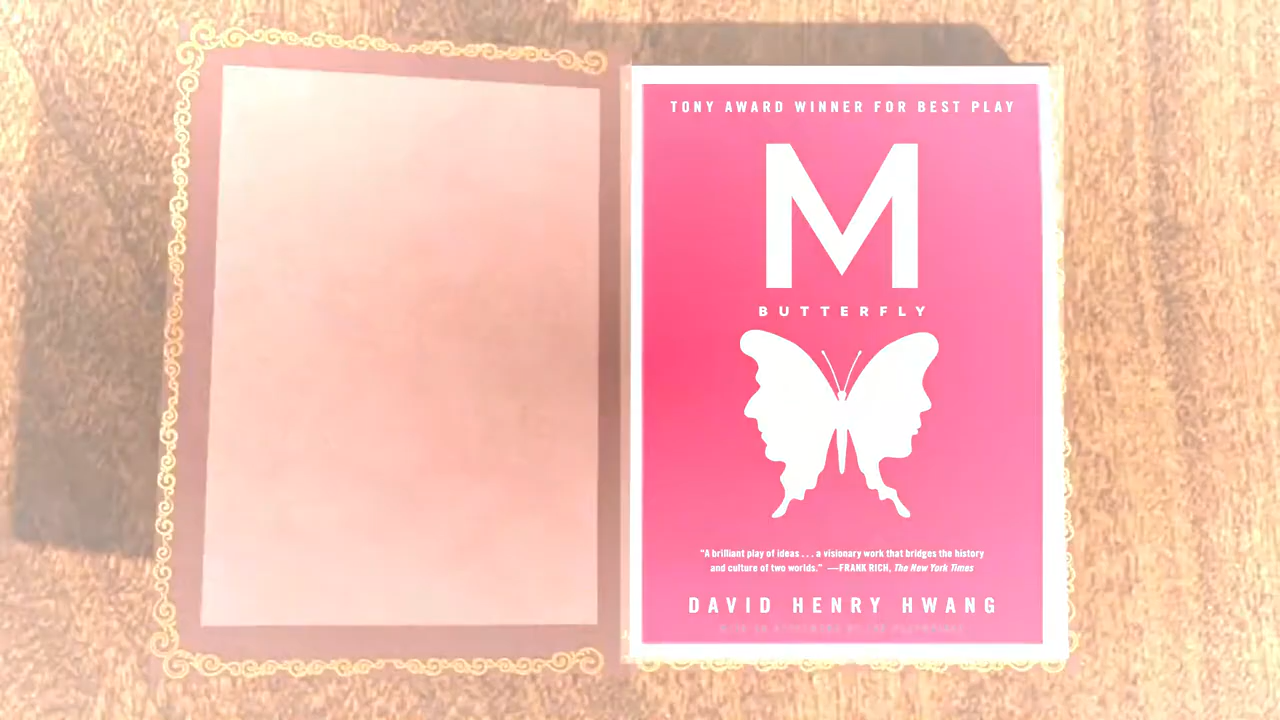 TONY AWARD WINNER FOR BEST PLAY
M
BUTTERFLY
"A brilliant play of ideas . . . a visionary work that bridges the history
and culture of two worlds." —FRANK RICH, The New York Times
DAVID HENRY HWANG